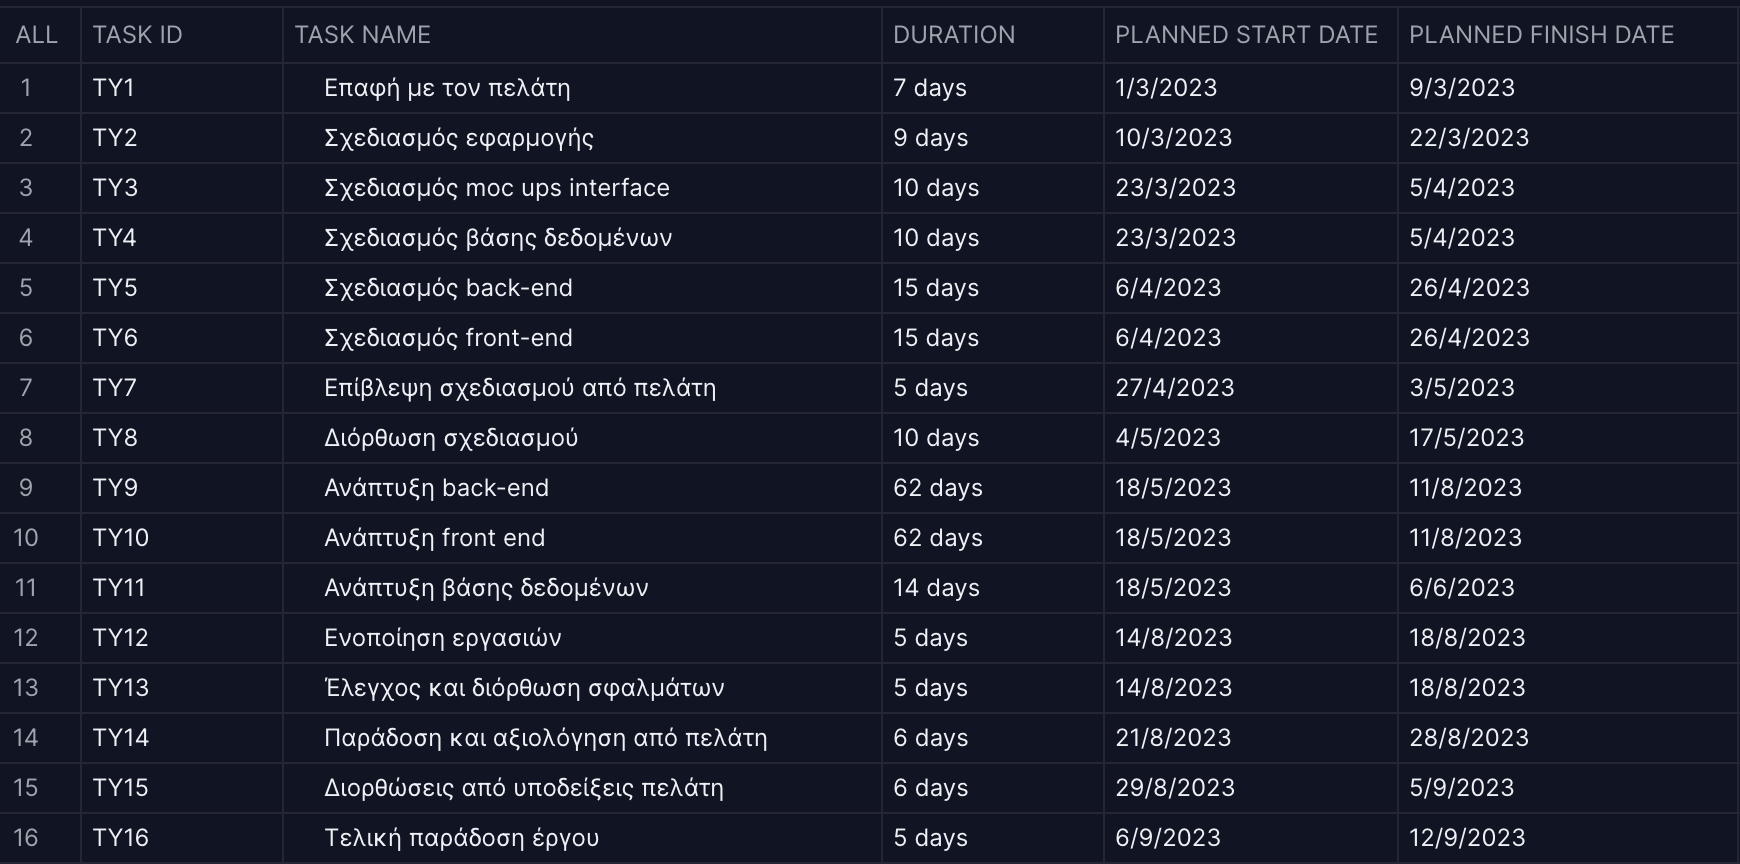 ALL TASK ID TASK NAME DURATION PLANNED START DATE PLANNED FINISH DATE
1 TY1 Επαφή με τον πελάτη 7 days 1/3/2023 9/3/2023
2 TY2 Σχεδιασμός εφαρμογής 9 days 10/3/2023 22/3/2023
3 TY3 Σχεδιασμός moc ups interface 10 days 23/3/2023 5/4/2023
4 TY4 Σχεδιασμός βάσης δεδομένων 10 days 23/3/2023 5/4/2023
5 TY5 Σχεδιασμός back-end 15 days 6/4/2023 26/4/2023
6 TY6 Σχεδιασμός front-end 15 days 6/4/2023 26/4/2023
7 TY7 Επίβλεψη σχεδιασμού από πελάτη 5 days 27/4/2023 3/5/2023
8 TY8 Διόρθωση σχεδιασμού 10 days 4/5/2023 17/5/2023
9 TY9 Ανάπτυξη back-end 62 days 18/5/2023 11/8/2023
10 TY10 Ανάπτυξη front end 62 days 18/5/2023 11/8/2023
11 TY11 Ανάπτυξη βάσης δεδομένων 14 days 18/5/2023 6/6/2023
12 TY12 Ενοποίηση εργασιών 5 days 14/8/2023 18/8/2023
13 TY13 Έλεγχος και διόρθωση σφαλμάτων 5 days 14/8/2023 18/8/2023
14 TY14 Παράδοση και αξιολόγηση από πελάτη 6 days 21/8/2023 28/8/2023
15 TY15 Διορθώσεις από υποδείξεις πελάτη 6 days 29/8/2023 5/9/2023
16 TY16 Τελική παράδοση έργου 5 days 6/9/2023 12/9/2023